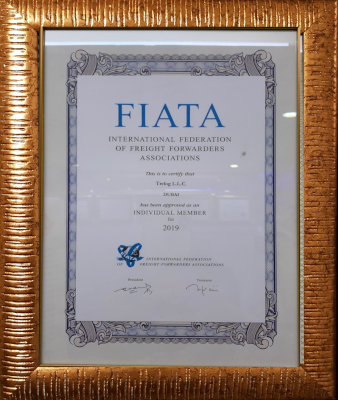 FIATA
INTERNATIONAL FEDERATION
OF FREIGHT FORWARDERS
ASSOCIATIONS
This is to certify that
L.L.C.
DUBAI
has been approved as an
INDIVIDUAL MEMBER
for
2019
INTERNATIONAL FEDERATION
OF FREIGHT FORWARDERS ASSOCIATIONS
President